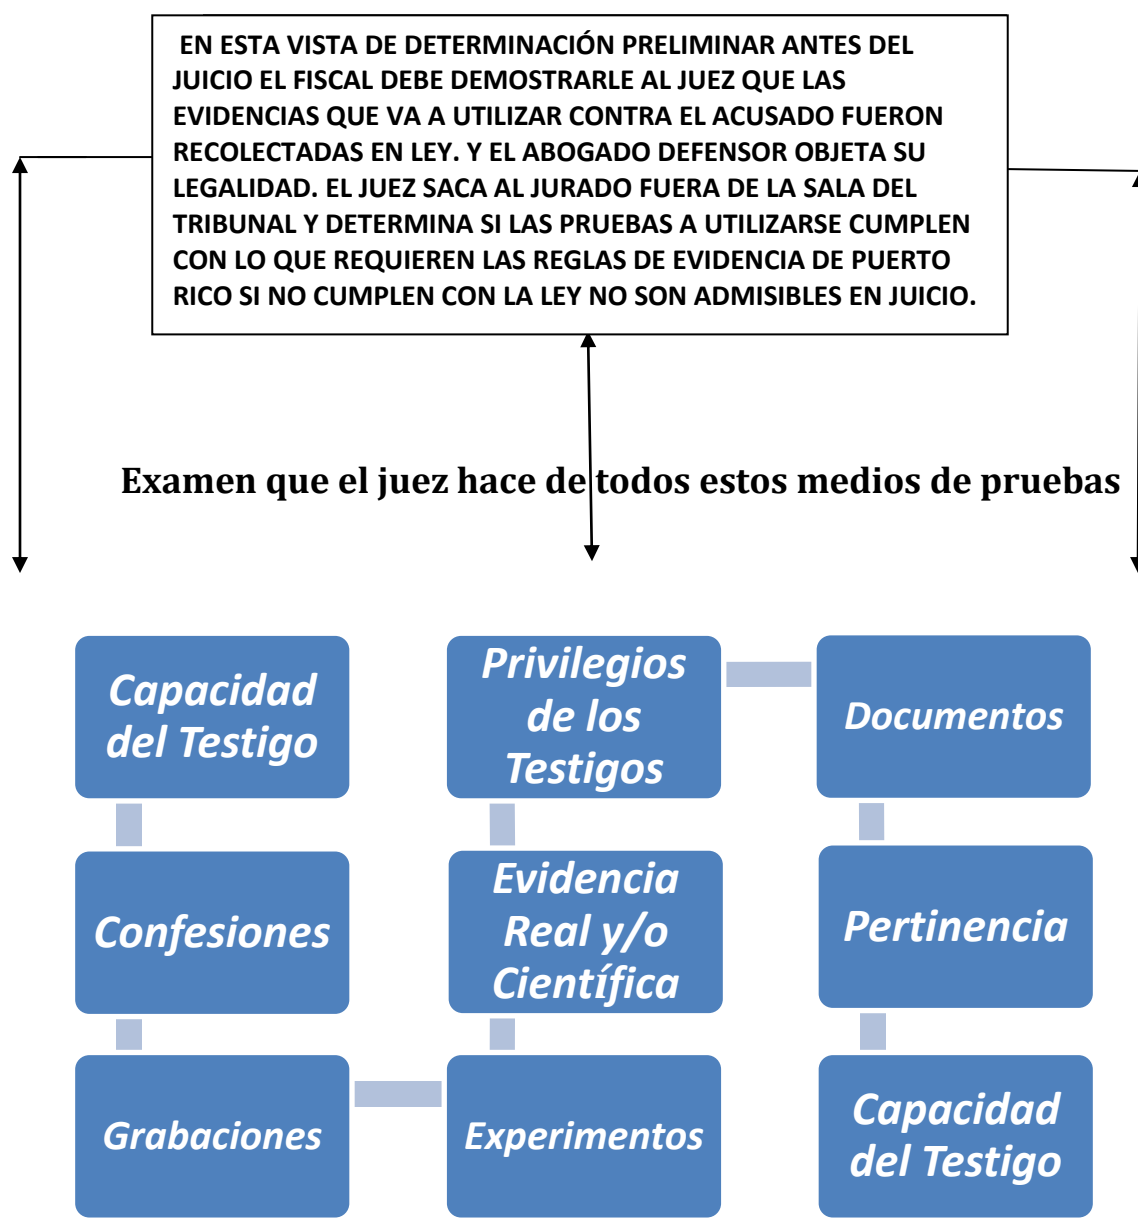 EN ESTA VISTA DE DETERMINACIÓN PRELIMINAR ANTES DEL
JUICIO EL FISCAL DEBE DEMOSTRARLE AL JUEZ QUE LAS
EVIDENCIAS QUE VA A UTILIZAR CONTRA EL ACUSADO FUERON
RECOLECTADAS EN LEY. Y EL ABOGADO DEFENSOR OBJETA SU
LEGALIDAD. EL JUEZ SACA AL JURADO FUERA DE LA SALA DEL
TRIBUNAL Y DETERMINA SI LAS PRUEBAS A UTILIZARSE CUMPLEN
CON LO QUE REQUIEREN LAS REGLAS DE EVIDENCIA DE PUERTO
RICO SI NO CUMPLEN CON LA LEY NO SON ADMISIBLES EN JUICIO.
Examen que el juez hace de todos estos medios de pruebas
Capacidad
del Testigo
Confesiones
Grabaciones
Experimentos
Evidencia
Real y/o
Científica
Privilegios
de los
Testigos
Documentos
Pertinencia
Capacidad
del Testigo